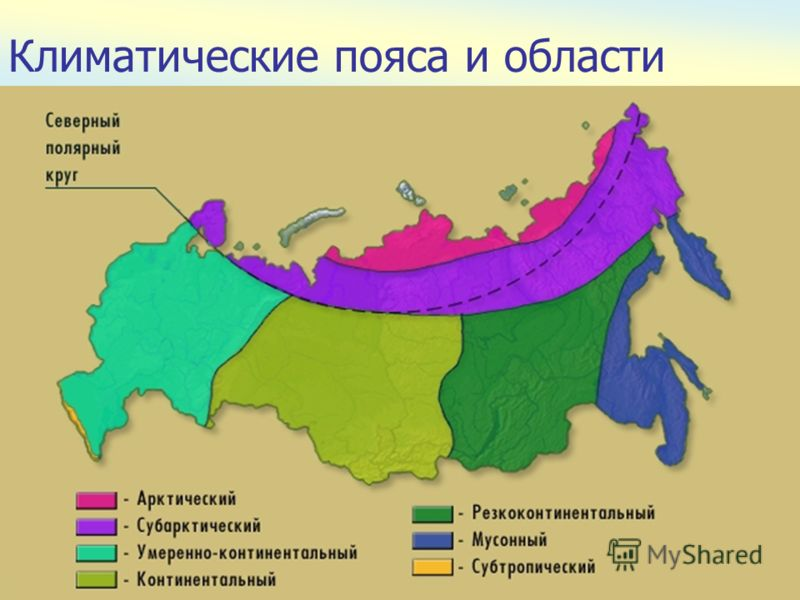 Климатические пояса и области
Северный
полярный
круг
- Арктический
- Субарктический
- Умеренно-континентальный
- Континентальный
- Резкоконтинентальный
- Мусонный
- Субтропический
MyShared